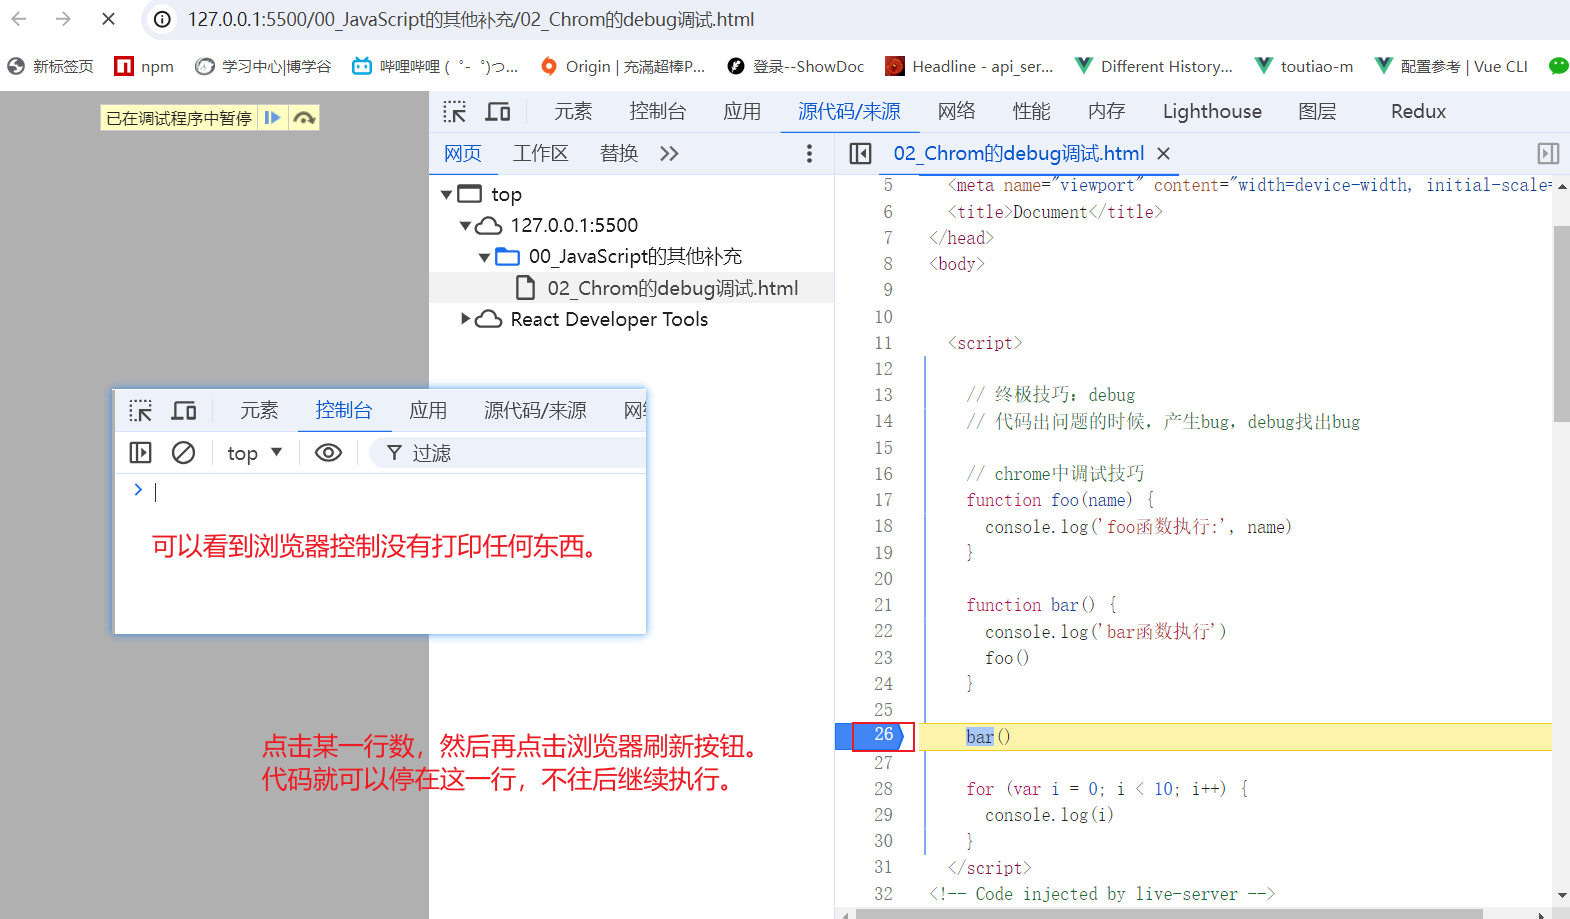 127.0.0.1:5500/00_JavaScript的其他补充/02_Chrom的debug调试.html
新标签页 npm 学习中心|博学谷 哔哩哔哩 (゜-゜)つ... Origin | 充滿超棒P... 登录--ShowDoc Headline - api_ser... Different History... toutiao-m 配置参考 | Vue CLI
已在调试程序中暂停
元素 控制台 应用 源代码/来源 网络 性能 内存 Lighthouse 图层 Redux
网页 工作区 替换
02_Chrom的debug调试.html
top
127.0.0.1:5500
00_JavaScript的其他补充
02_Chrom的debug调试.html
React Developer Tools
元素 控制台 应用 源代码/来源
top 过滤
可以看到浏览器控制没有打印任何东西。
点击某一行数，然后再点击浏览器刷新按钮。
代码就可以停在这一行，不往后继续执行。
5 <meta name="viewport" content="width=device-width, initial-scale=
6 <title>Document</title>
7 </head>
8 <body>
9
10
11 <script>
12
13 // 终极技巧：debug
14 // 代码出问题的时候，产生bug，debug找出bug
15
16 // chrome中调试技巧
17 function foo(name) {
18 console.log('foo函数执行:', name)
19 }
20
21 function bar() {
22 console.log('bar函数执行')
23 foo()
24 }
25
26 bar()
27
28 for (var i = 0; i < 10; i++) {
29 console.log(i)
30 }
31 </script>
32 <!-- Code injected by live-server -->